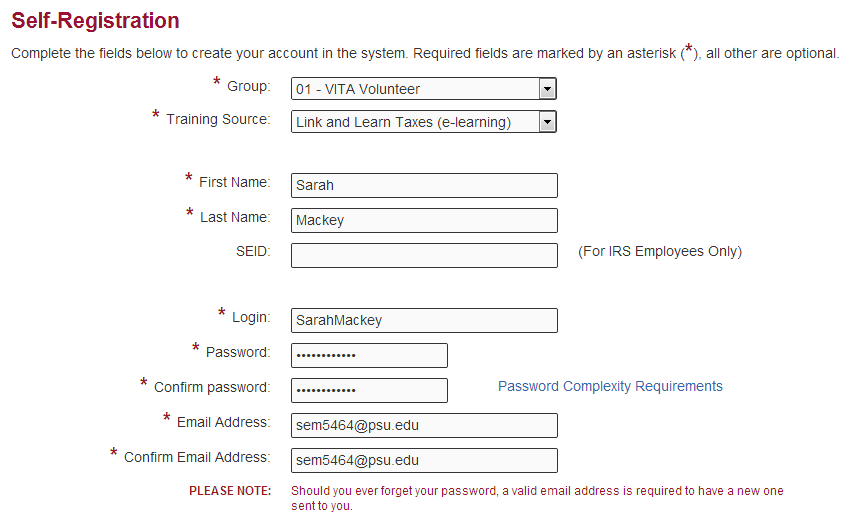 Self-Registration
Complete the fields below to create your account in the system. Required fields are marked by an asterisk (*), all other are optional.
* Group: 01 - VITA Volunteer
* Training Source: Link and Learn Taxes (e-learning)
* First Name: Sarah
* Last Name: Mackey
SEID: (For IRS Employees Only)
* Login: SarahMackey
* Password: ••••••••••••
* Confirm password: •••••••••••• Password Complexity Requirements
* Email Address: sem5464@psu.edu
* Confirm Email Address: sem5464@psu.edu
PLEASE NOTE: Should you ever forget your password, a valid email address is required to have a new one
sent to you.